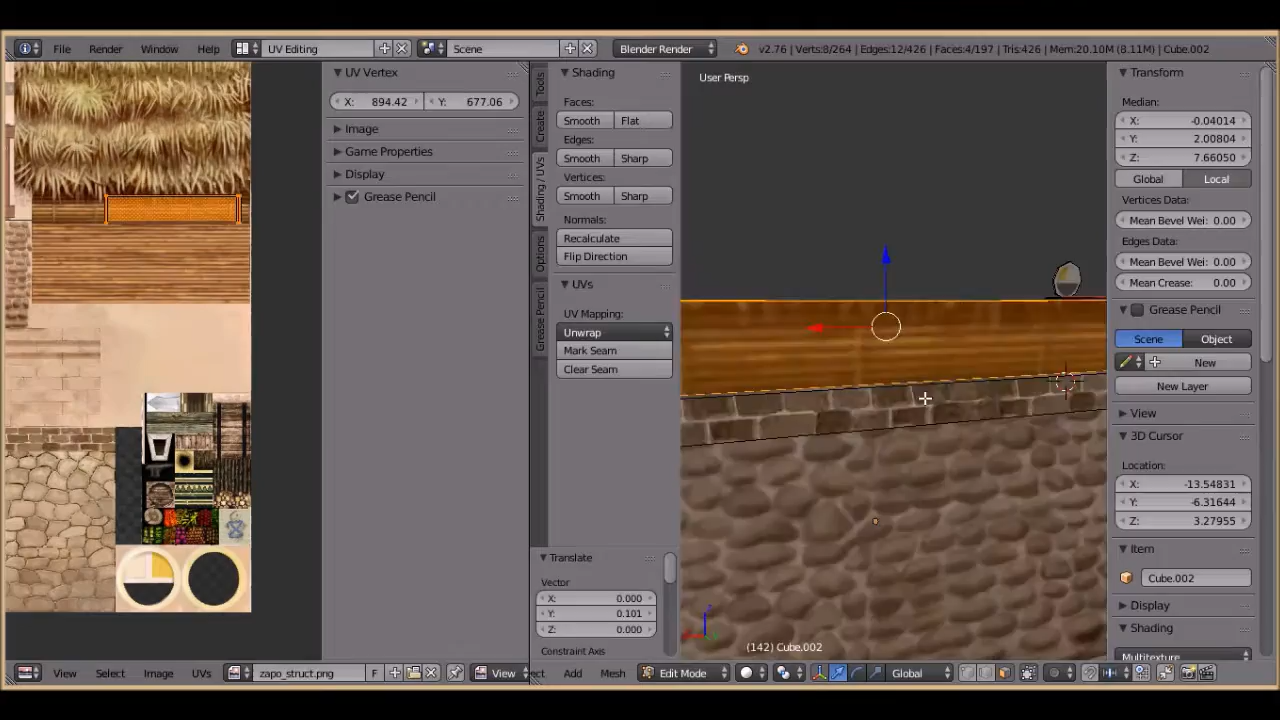 File Render Window Help UV Editing Scene Blender Render v2.76 | Verts:8/264 | Edges:12/426 | Faces:4/197 | Tris:426 | Mem:20.10M (8.11M) | Cube.002
UV Vertex
X: 894.42 Y: 677.06
Image
Game Properties
Display
Grease Pencil
Tools
Create
Shading / UVs
Options
Grease Pencil
Shading
Faces:
Smooth Flat
Edges:
Smooth Sharp
Vertices:
Smooth Sharp
Normals:
Recalculate
Flip Direction
UVs
UV Mapping:
Unwrap
Mark Seam
Clear Seam
Translate
Vector
X: 0.000
Y: 0.101
Z: 0.000
Constraint Axis
User Persp
(142) Cube.002
Transform
Median:
X: -0.04014
Y: 2.00804
Z: 7.66050
Global Local
Vertices Data:
Mean Bevel Wei: 0.00
Edges Data:
Mean Bevel Wei: 0.00
Mean Crease: 0.00
Grease Pencil
Scene Object
New
New Layer
View
3D Cursor
Location:
X: -13.54831
Y: -6.31644
Z: 3.27955
Item
Cube.002
Display
Shading
Multitexture
View Select Image UVs zapo_struct.png F View
ect Add Mesh Edit Mode Global